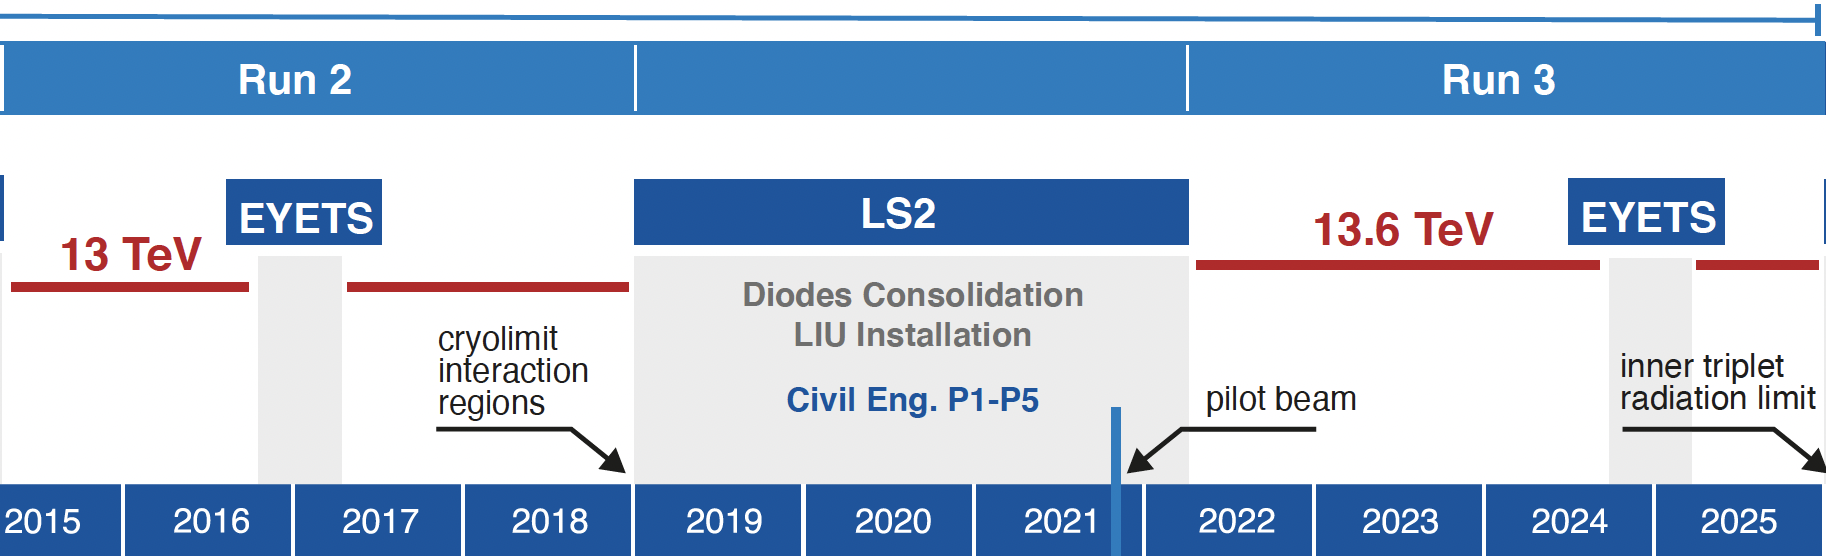 Run 2
Run 3
EYETS
LS2
EYETS
13 TeV
13.6 TeV
Diodes Consolidation
LIU Installation
Civil Eng. P1-P5
cryolimit
interaction
regions
pilot beam
inner triplet
radiation limit
2015 2016 2017 2018 2019 2020 2021 2022 2023 2024 2025